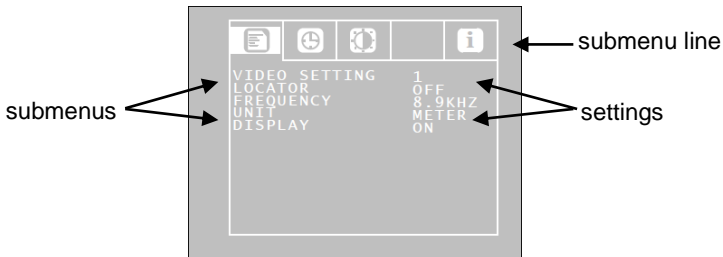 i
submenu line
VIDEO SETTING 1
LOCATOR OFF
FREQUENCY 8.9KHZ
UNIT METER
DISPLAY ON
submenus
settings